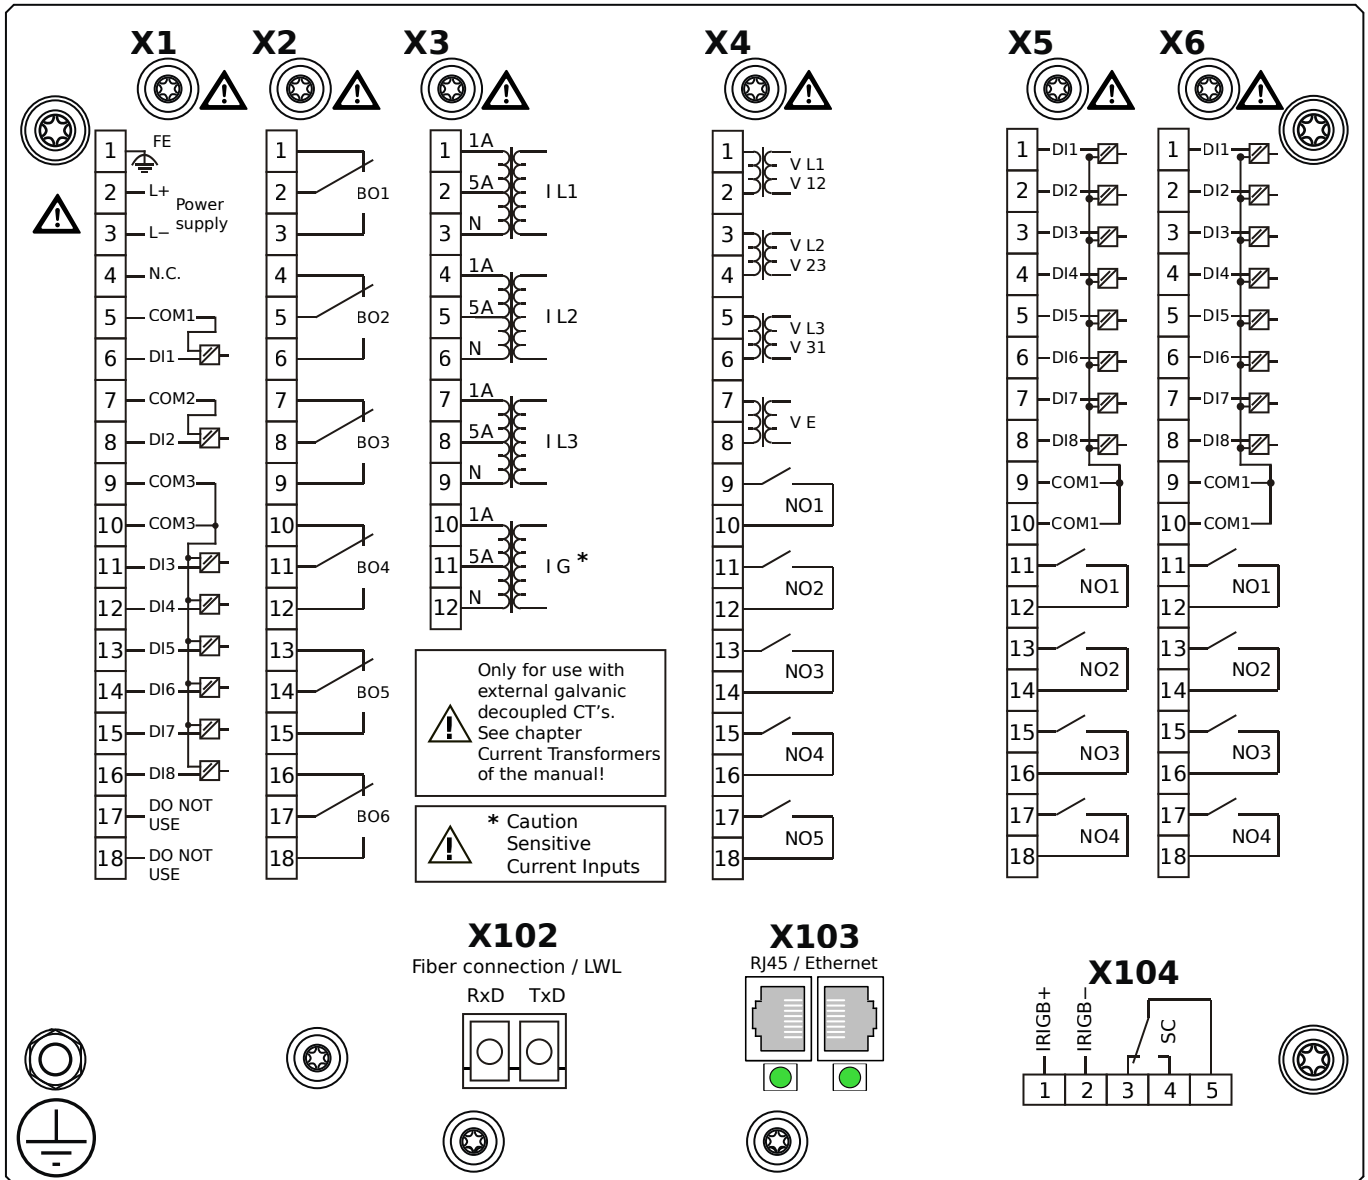 X1 X2 X3 X4 X5 X6
1 FE
2 L+
Power
supply
3 L−
4 N.C.
5 COM1
6 DI1
7 COM2
8 DI2
9 COM3
10 COM3
11 DI3
12 DI4
13 DI5
14 DI6
15 DI7
16 DI8
17 DO NOT
USE
18 DO NOT
USE
1
2 BO1
3
4
5 BO2
6
7
8 BO3
9
10
11 BO4
12
13
14 BO5
15
16
17 BO6
18
1 1A
2 5A I L1
3 N
4 1A
5 5A I L2
6 N
7 1A
8 5A I L3
9 N
10 1A
11 5A I G *
12 N
Only for use with
external galvanic
decoupled CT's.
See chapter
Current Transformers
of the manual!
* Caution
Sensitive
Current Inputs
1 V L1
2 V 12
3 V L2
4 V 23
5 V L3
6 V 31
7
V E
8
9
NO1
10
11
NO2
12
13
NO3
14
15
NO4
16
17
NO5
18
1 DI1
2 DI2
3 DI3
4 DI4
5 DI5
6 DI6
7 DI7
8 DI8
9 COM1
10 COM1
11
NO1
12
13
NO2
14
15
NO3
16
17
NO4
18
1 DI1
2 DI2
3 DI3
4 DI4
5 DI5
6 DI6
7 DI7
8 DI8
9 COM1
10 COM1
11
NO1
12
13
NO2
14
15
NO3
16
17
NO4
18
X102
Fiber connection / LWL
RxD TxD
X103
RJ45 / Ethernet
X104
IRIGB+
IRIGB−
SC
1 2 3 4 5